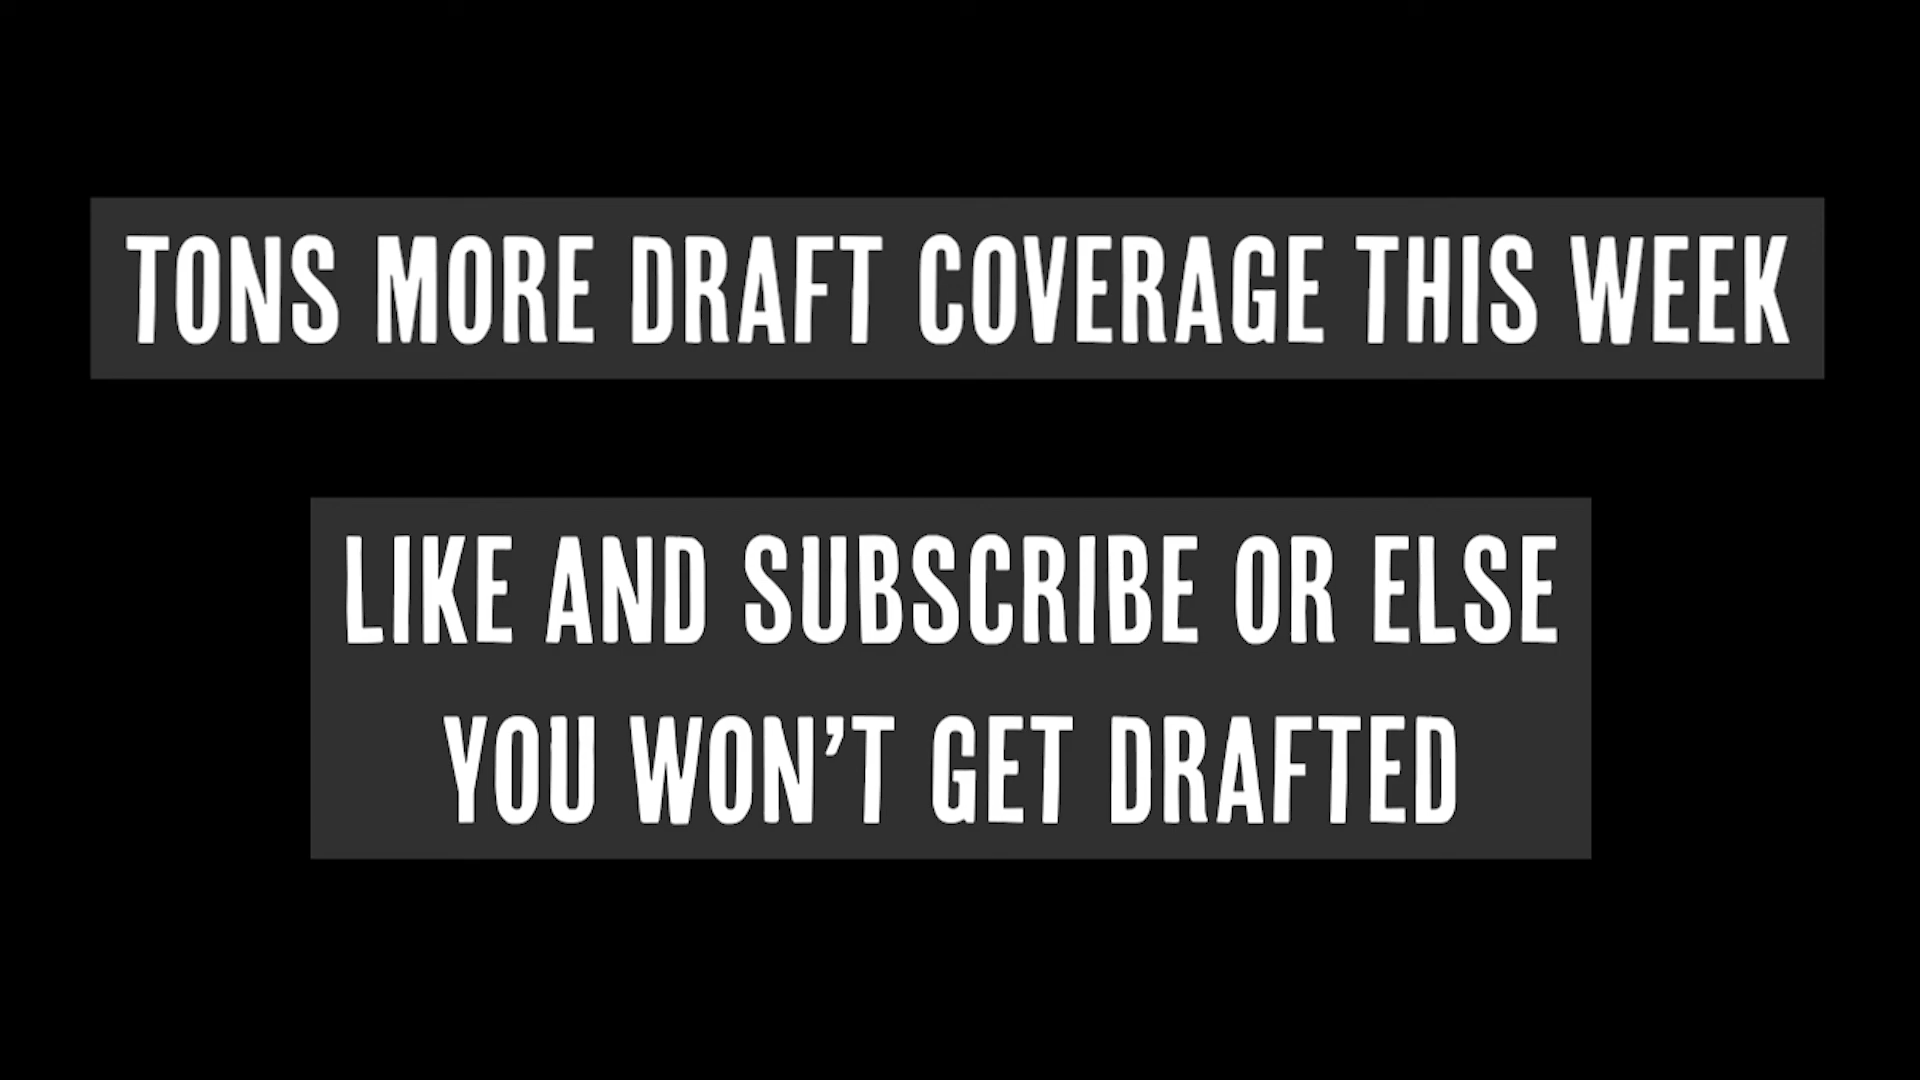 TONS MORE DRAFT COVERAGE THIS WEEK
LIKE AND SUBSCRIBE OR ELSE
YOU WON'T GET DRAFTED